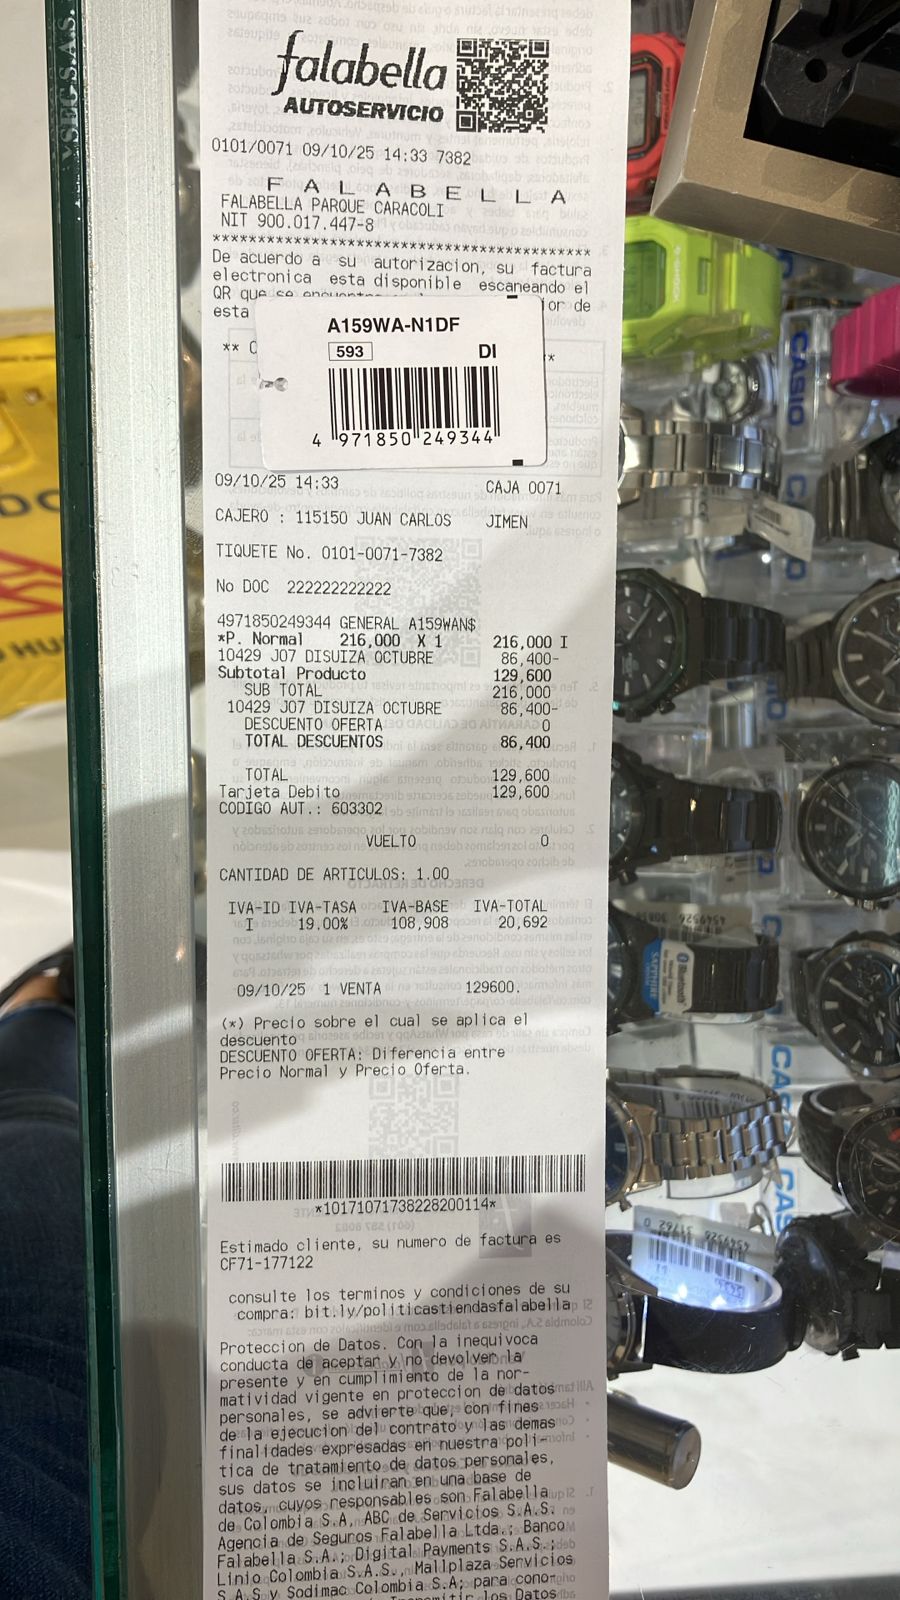 falabella
AUTOSERVICIO
0101/0071 09/10/25 14:33 7382
F A L A B E L L A
FALABELLA PARQUE CARACOLI
NIT 900.017.447-8
****************************************************
De acuerdo a su autorizacion, su factura
electronica esta disponible escaneando el
QR que se ior de
esta
** C
A159WA-N1DF
593 DI
4 971850 249344
09/10/25 14:33 CAJA 0071
CAJERO : 115150 JUAN CARLOS JIMEN
TIQUETE No. 0101-0071-7382
No DOC 222222222222
4971850249344 GENERAL A159WAN$
*P. Normal 216,000 X 1 216,000 I
10429 J07 DISUIZA OCTUBRE 86,400-
Subtotal Producto 129,600
SUB TOTAL 216,000
10429 J07 DISUIZA OCTUBRE 86,400-
DESCUENTO OFERTA 0
TOTAL DESCUENTOS 86,400
TOTAL 129,600
Tarjeta Debito 129,600
CODIGO AUT.: 603302
VUELTO 0
CANTIDAD DE ARTICULOS: 1.00
IVA-ID IVA-TASA IVA-BASE IVA-TOTAL
I 19.00% 108,908 20,692
09/10/25 1 VENTA 129600.
(*) Precio sobre el cual se aplica el
descuento
DESCUENTO OFERTA: Diferencia entre
Precio Normal y Precio Oferta.
*10171071738228200114*
Estimado cliente, su numero de factura es
CF71-177122
consulte los terminos y condiciones de su
compra: bit.ly/politicastiendasfalabella
Proteccion de Datos. Con la inequivoca
conducta de aceptar y no devolver la
presente y en cumplimiento de la nor-
matividad vigente en proteccion de datos
personales, se advierte que, con fines
de la ejecucion del contrato y las demas
finalidades expresadas en nuestra poli-
tica de tratamiento de datos personales,
sus datos se incluiran en una base de
datos, cuyos responsables son Falabella
de Colombia S.A, ABC de Servicios S.A.S.
Agencia de Seguros Falabella Ltda.; Banco
Falabella S.A.; Digital Payments S.A.S.;
Linio Colombia S.A.S., Mallplaza Servicios
S.A.S y Sodimac Colombia S.A; para cono-
los Datos
CASIO